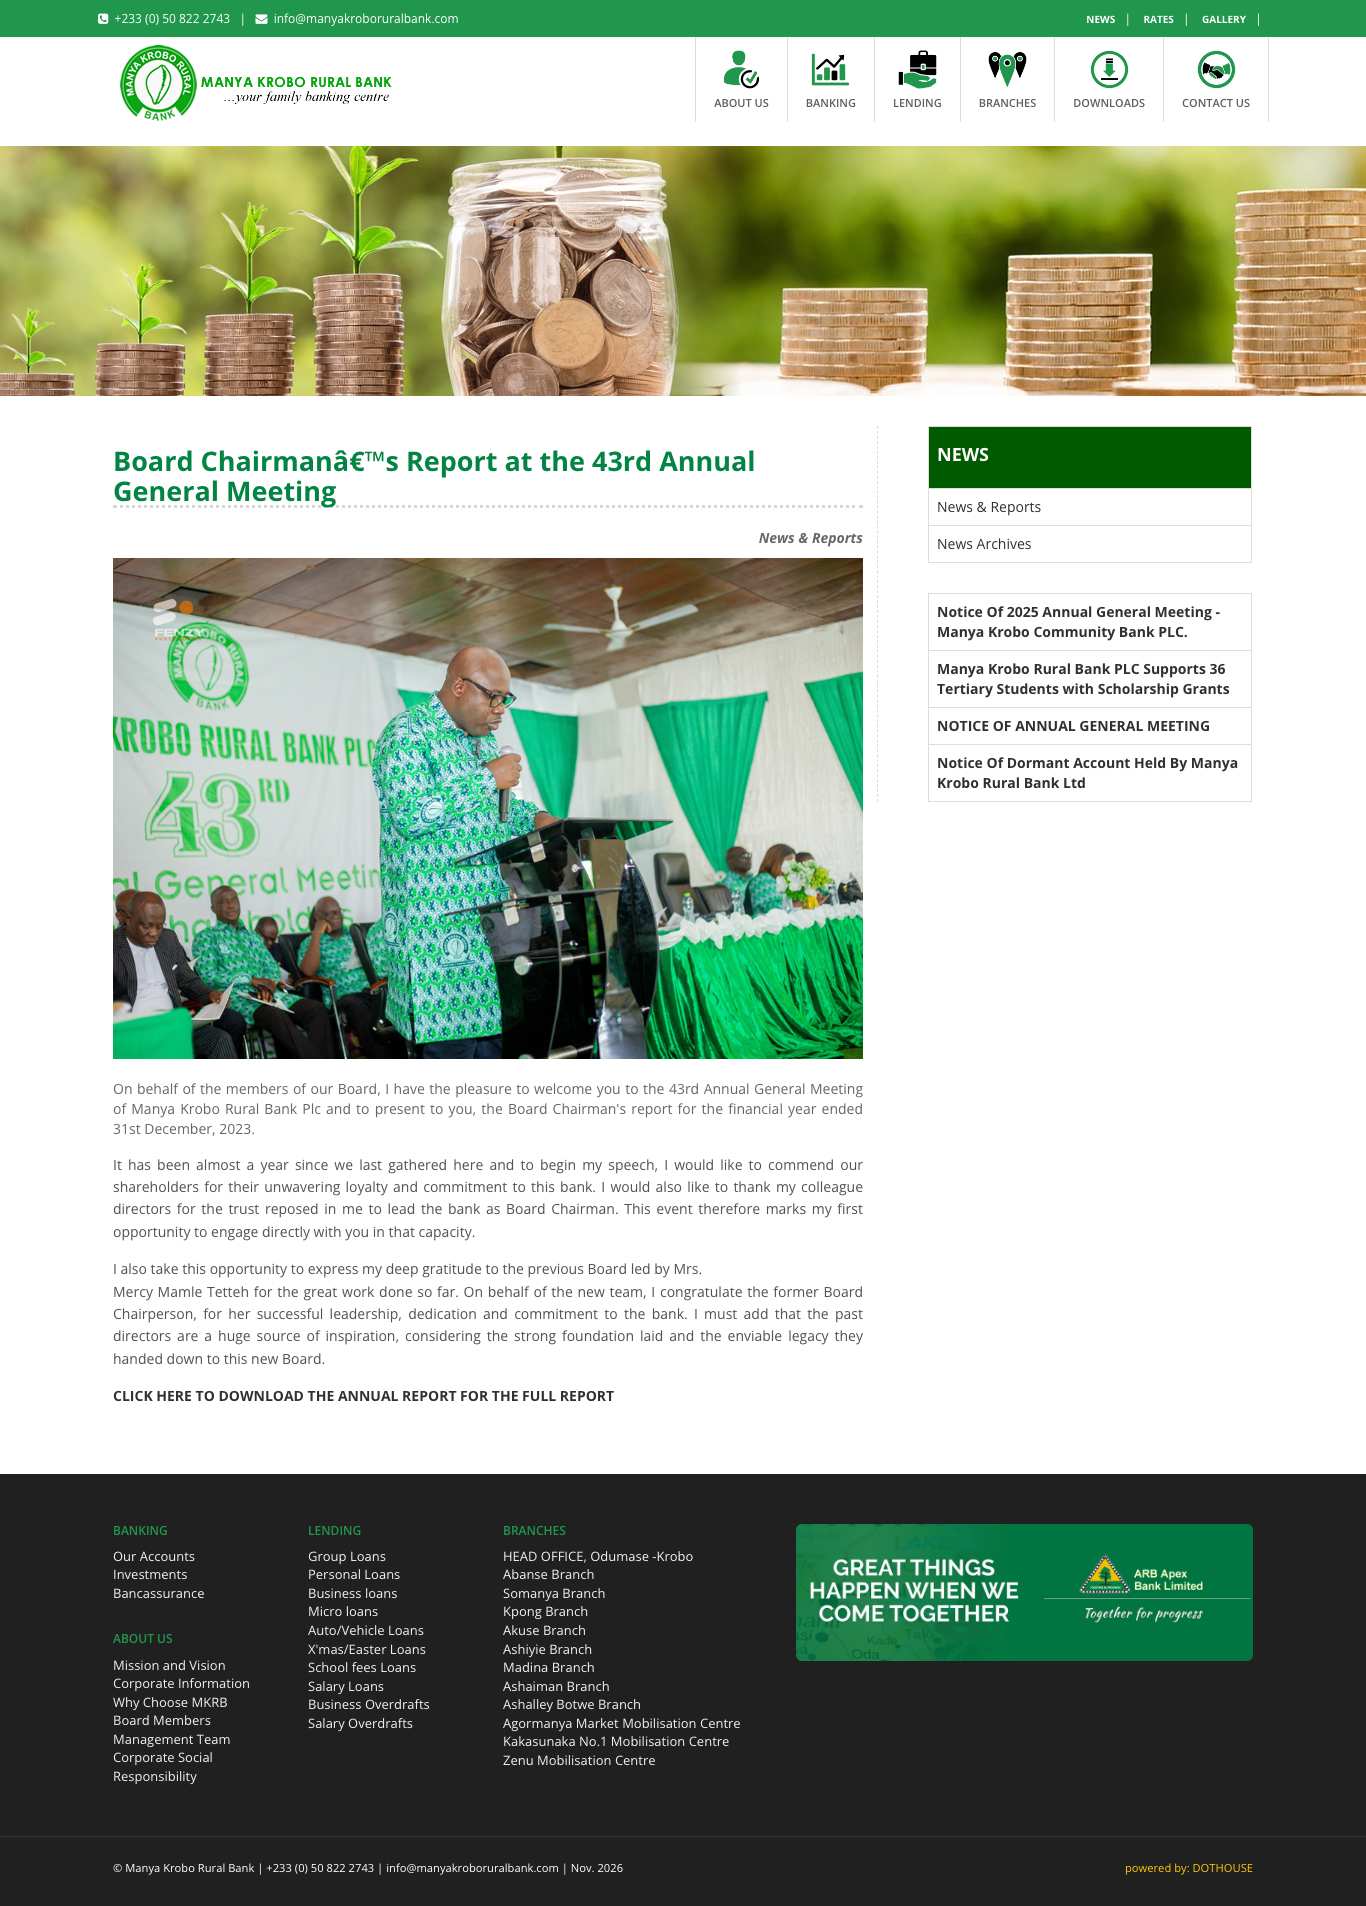 +233 (0) 50 822 2743 | info@manyakroboruralbank.com
NEWS | RATES | GALLERY |
MANYA KROBO RURAL
BANK
MANYA KROBO RURAL BANK
...your family banking centre
ABOUT US
BANKING
LENDING
BRANCHES
DOWNLOADS
CONTACT US
Board Chairmanâ€™s Report at the 43rd Annual
General Meeting
News & Reports
FENZY
KROBO RURAL BANK PLC
43RD
al General Meetin
hareholders
On behalf of the members of our Board, I have the pleasure to welcome you to the 43rd Annual General Meeting
of Manya Krobo Rural Bank Plc and to present to you, the Board Chairman's report for the financial year ended
31st December, 2023.
It has been almost a year since we last gathered here and to begin my speech, I would like to commend our
shareholders for their unwavering loyalty and commitment to this bank. I would also like to thank my colleague
directors for the trust reposed in me to lead the bank as Board Chairman. This event therefore marks my first
opportunity to engage directly with you in that capacity.
I also take this opportunity to express my deep gratitude to the previous Board led by Mrs.
Mercy Mamle Tetteh for the great work done so far. On behalf of the new team, I congratulate the former Board
Chairperson, for her successful leadership, dedication and commitment to the bank. I must add that the past
directors are a huge source of inspiration, considering the strong foundation laid and the enviable legacy they
handed down to this new Board.
CLICK HERE TO DOWNLOAD THE ANNUAL REPORT FOR THE FULL REPORT
NEWS
News & Reports
News Archives
Notice Of 2025 Annual General Meeting -
Manya Krobo Community Bank PLC.
Manya Krobo Rural Bank PLC Supports 36
Tertiary Students with Scholarship Grants
NOTICE OF ANNUAL GENERAL MEETING
Notice Of Dormant Account Held By Manya
Krobo Rural Bank Ltd
BANKING
Our Accounts
Investments
Bancassurance
ABOUT US
Mission and Vision
Corporate Information
Why Choose MKRB
Board Members
Management Team
Corporate Social
Responsibility
LENDING
Group Loans
Personal Loans
Business loans
Micro loans
Auto/Vehicle Loans
X'mas/Easter Loans
School fees Loans
Salary Loans
Business Overdrafts
Salary Overdrafts
BRANCHES
HEAD OFFICE, Odumase -Krobo
Abanse Branch
Somanya Branch
Kpong Branch
Akuse Branch
Ashiyie Branch
Madina Branch
Ashaiman Branch
Ashalley Botwe Branch
Agormanya Market Mobilisation Centre
Kakasunaka No.1 Mobilisation Centre
Zenu Mobilisation Centre
GREAT THINGS
HAPPEN WHEN WE
COME TOGETHER
ARB Apex
Bank Limited
Together for progress
© Manya Krobo Rural Bank | +233 (0) 50 822 2743 | info@manyakroboruralbank.com | Nov. 2026
powered by: DOTHOUSE